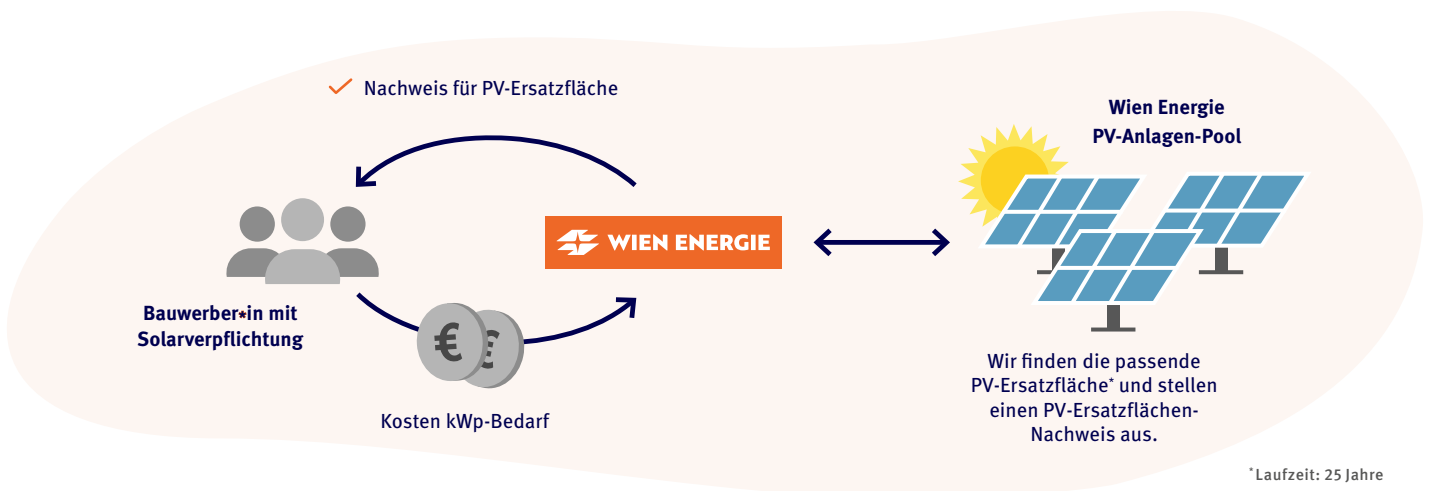 Nachweis für PV-Ersatzfläche
Wien Energie
PV-Anlagen-Pool
WIEN ENERGIE
Bauwerber*in mit
Solarverpflichtung
€ €
Kosten kWp-Bedarf
Wir finden die passende
PV-Ersatzfläche* und stellen
einen PV-Ersatzflächen-
Nachweis aus.
*Laufzeit: 25 Jahre